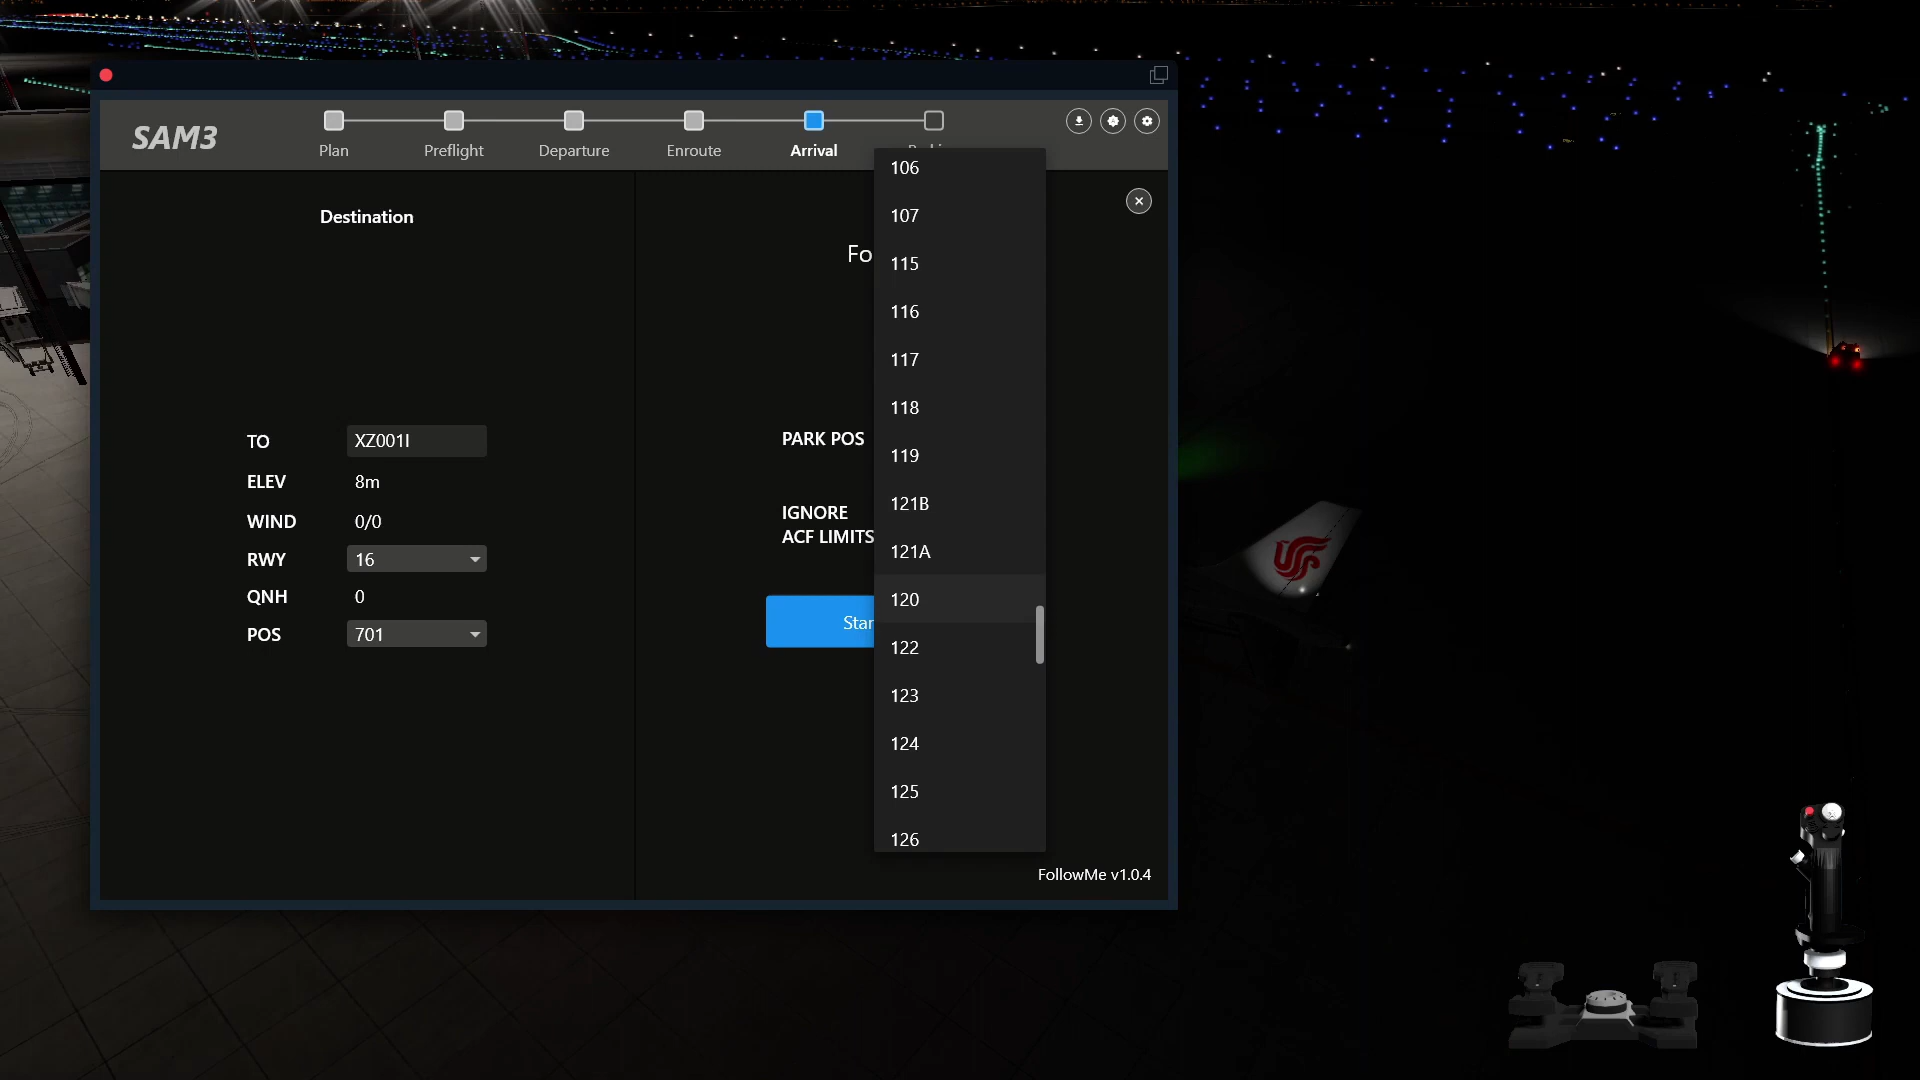 SAM3
Plan
Preflight
Departure
Enroute
Arrival
Destination
Fo
TO
XZ001I
ELEV
8m
WIND
0/0
RWY
16
QNH
0
POS
701
PARK POS
IGNORE
ACF LIMITS
Star
106
107
115
116
117
118
119
121B
121A
120
122
123
124
125
126
FollowMe v1.0.4